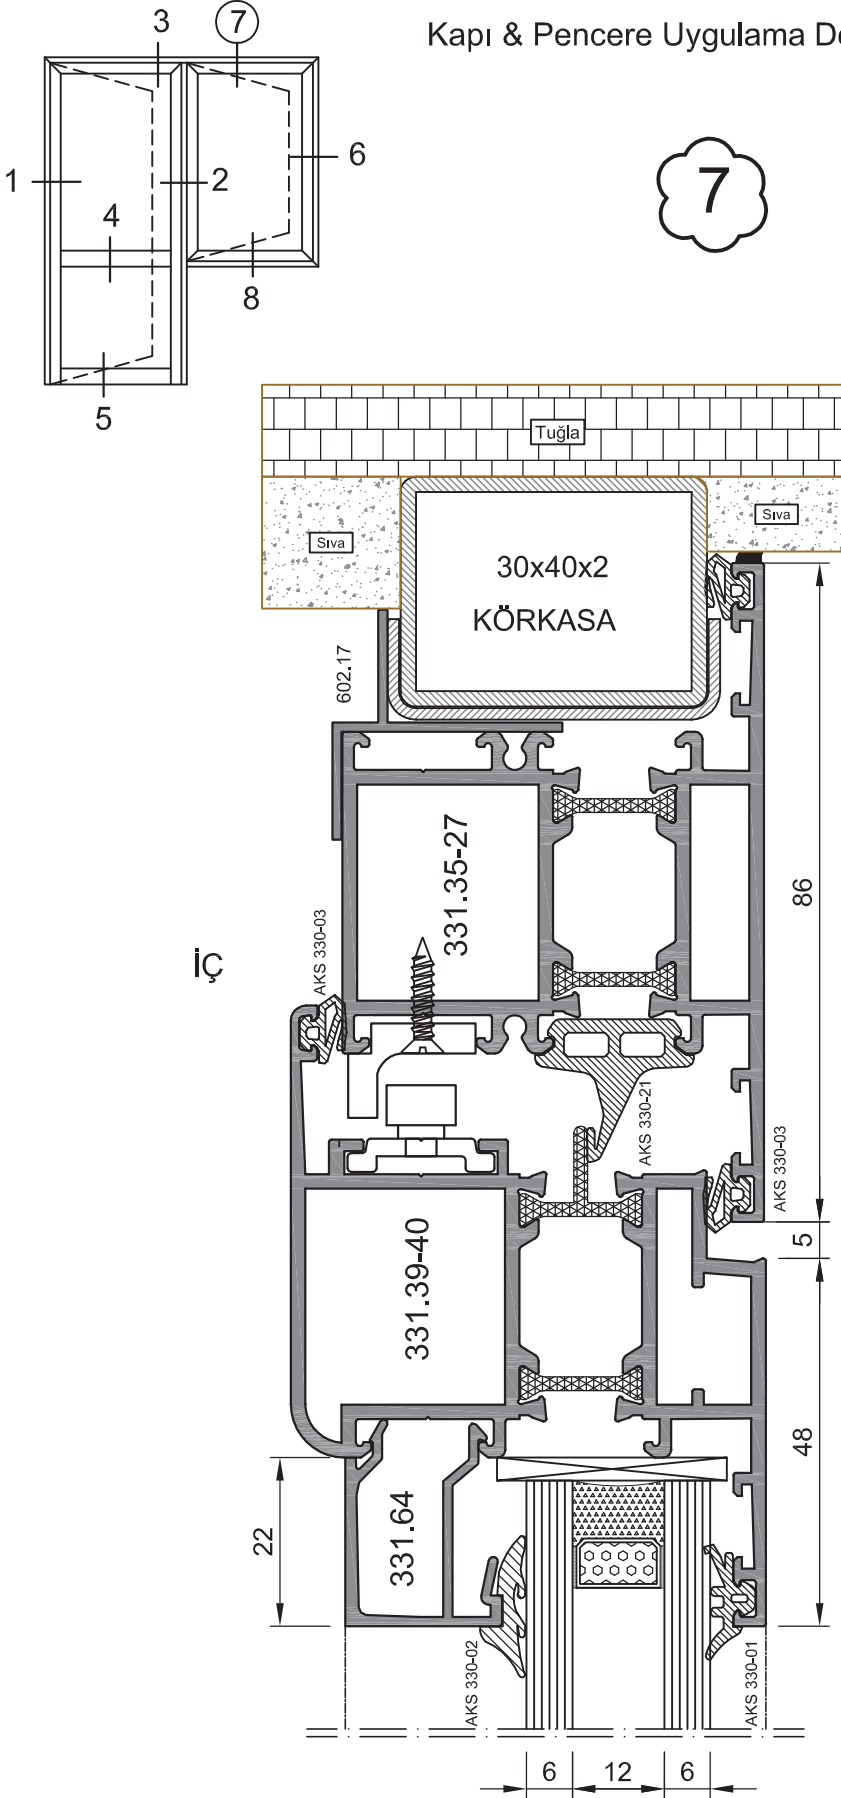 Kapı & Pencere Uygulama De
3
7
1
2
6
4
8
5
7
Tuğla
Sıva
Sıva
30x40x2
KÖRKASA
602.17
331.35-27
86
AKS 330-03
İÇ
AKS 330-21
AKS 330-03
5
331.39-40
48
22
331.64
AKS 330-02
AKS 330-01
6
12
6